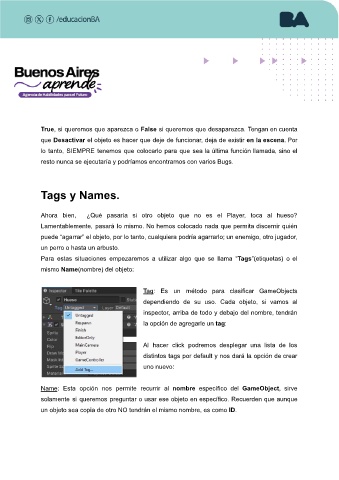 /educacionBA
BA
Buenos Aires
aprende
Agencia de Habilidades para el Futuro
True, si queremos que aparezca o False si queremos que desaparezca. Tengan en cuenta
que Desactivar el objeto es hacer que deje de funcionar, deja de existir en la escena. Por
lo tanto, SIEMPRE tenemos que colocarlo para que sea la última función llamada, sino el
resto nunca se ejecutaría y podríamos encontrarnos con varios Bugs.
Tags y Names.
Ahora bien, ¿Qué pasaría si otro objeto que no es el Player, toca al hueso?
Lamentablemente, pasará lo mismo. No hemos colocado nada que permita discernir quién
puede “agarrar” el objeto, por lo tanto, cualquiera podría agarrarlo; un enemigo, otro jugador,
un perro o hasta un arbusto.
Para estas situaciones empezaremos a utilizar algo que se llama “Tags”(etiquetas) o el
mismo Name(nombre) del objeto:
Inspector Tile Palette
Hueso Static
Tag Untagged Layer Default
Untagged
Respawn
Finish
EditorOnly
MainCamera
Player
GameController
Add Tag...
Sprite
Color
Flip
Draw Mode
Mask Inte
Sprite So
Material
Tag: Es un método para clasificar GameObjects
dependiendo de su uso. Cada objeto, si vamos al
inspector, arriba de todo y debajo del nombre, tendrán
la opción de agregarle un tag:
Al hacer click podremos desplegar una lista de los
distintos tags por default y nos dará la opción de crear
uno nuevo:
Name: Esta opción nos permite recurrir al nombre específico del GameObject, sirve
solamente si queremos preguntar o usar ese objeto en específico. Recuerden que aunque
un objeto sea copia de otro NO tendrán el mismo nombre, es como ID.